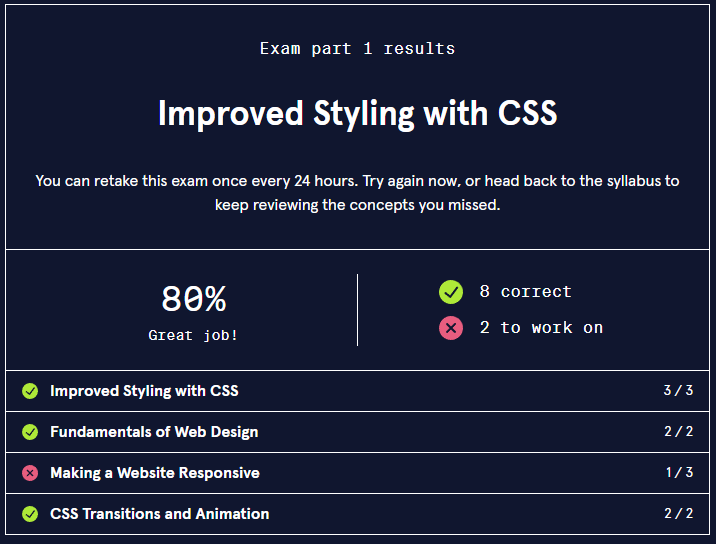 Exam part 1 results
Improved Styling with CSS
You can retake this exam once every 24 hours. Try again now, or head back to the syllabus to
keep reviewing the concepts you missed.
80%
Great job!
8 correct
2 to work on
Improved Styling with CSS 3 / 3
Fundamentals of Web Design 2 / 2
Making a Website Responsive 1 / 3
CSS Transitions and Animation 2 / 2